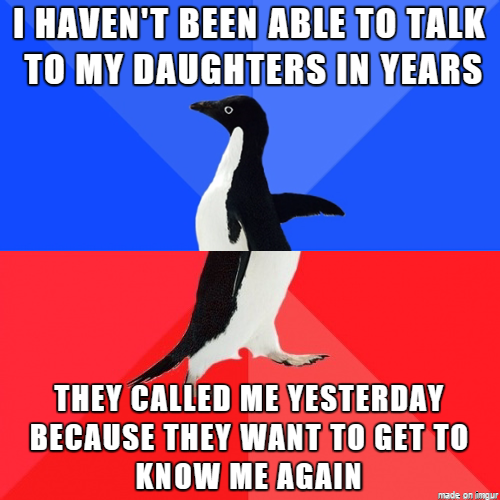 I HAVEN'T BEEN ABLE TO TALK
TO MY DAUGHTERS IN YEARS
THEY CALLED ME YESTERDAY
BECAUSE THEY WANT TO GET TO
KNOW ME AGAIN
made on imgur